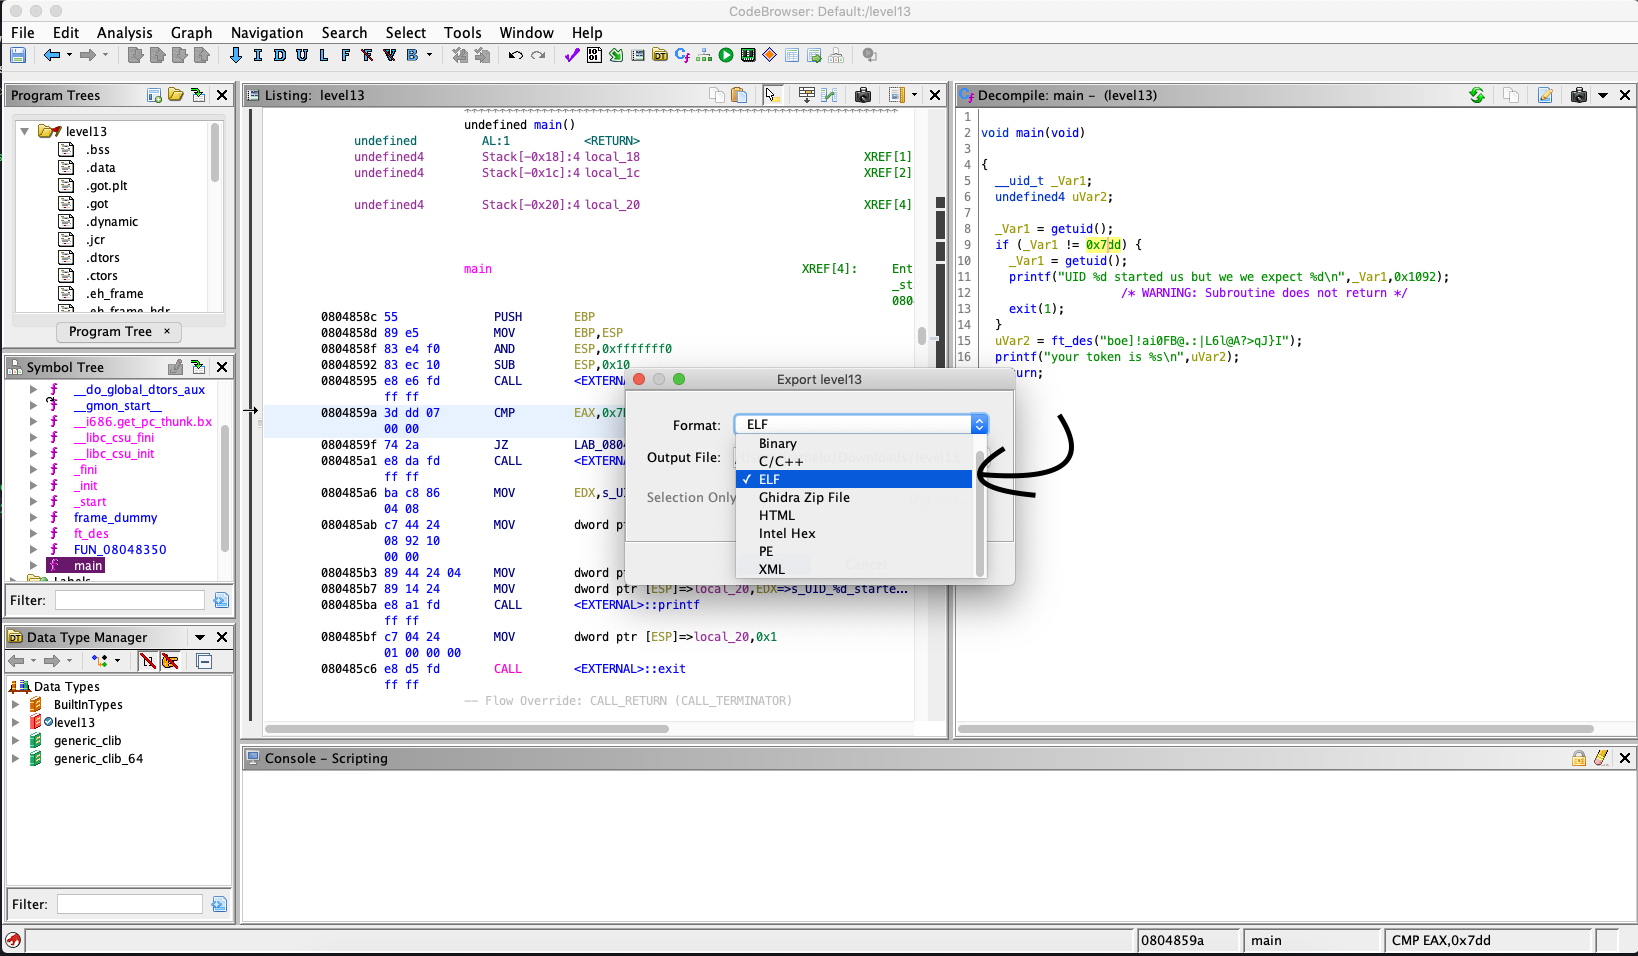 CodeBrowser: Default:/level13
File Edit Analysis Graph Navigation Search Select Tools Window Help
I D U L F B
Program Trees
level13
.bss
.data
.got.plt
.got
.dynamic
.jcr
.dtors
.ctors
.eh_frame
.eh_frame_hdr
Program Tree ×
Symbol Tree
__do_global_dtors_aux
__gmon_start__
__i686.get_pc_thunk.bx
__libc_csu_fini
__libc_csu_init
_fini
_init
_start
frame_dummy
ft_des
FUN_08048350
main
Labels
Filter:
Data Type Manager
Data Types
BuiltInTypes
level13
generic_clib
generic_clib_64
Filter:
Listing: level13
undefined main()
undefined AL:1 <RETURN>
undefined4 Stack[-0x18]:4 local_18 XREF[1]
undefined4 Stack[-0x1c]:4 local_1c XREF[2]
undefined4 Stack[-0x20]:4 local_20 XREF[4]
main XREF[4]: Ent
_st
080
0804858c 55 PUSH EBP
0804858d 89 e5 MOV EBP,ESP
0804858f 83 e4 f0 AND ESP,0xfffffff0
08048592 83 ec 10 SUB ESP,0x10
08048595 e8 e6 fd CALL <EXTERNA
ff ff
0804859a 3d dd 07 CMP EAX,0x7
00 00
0804859f 74 2a JZ LAB_0804
080485a1 e8 da fd CALL <EXTERNA
ff ff
080485a6 ba c8 86 MOV EDX,s_U
04 08
080485ab c7 44 24 MOV dword pt
08 92 10
00 00
080485b3 89 44 24 04 MOV dword pt
080485b7 89 14 24 MOV dword ptr [ESP]=>local_20,EDX=>s_UID_%d_starte...
080485ba e8 a1 fd CALL <EXTERNAL>::printf
ff ff
080485bf c7 04 24 MOV dword ptr [ESP]=>local_20,0x1
01 00 00 00
080485c6 e8 d5 fd CALL <EXTERNAL>::exit
ff ff
-- Flow Override: CALL_RETURN (CALL_TERMINATOR)
Export level13
Format: ELF
Output File:
Selection Only
Binary
C/C++
✓ ELF
Ghidra Zip File
HTML
Intel Hex
PE
XML
Cancel
Decompile: main - (level13)
1
2 void main(void)
3
4 {
5 __uid_t _Var1;
6 undefined4 uVar2;
7
8 _Var1 = getuid();
9 if (_Var1 != 0x7dd) {
10 _Var1 = getuid();
11 printf("UID %d started us but we we expect %d\n",_Var1,0x1092);
12 /* WARNING: Subroutine does not return */
13 exit(1);
14 }
15 uVar2 = ft_des("boe]!ai0FB@.:|L6l@A?>qJ}I");
16 printf("your token is %s\n",uVar2);
urn;
Console - Scripting
0804859a main CMP EAX,0x7dd